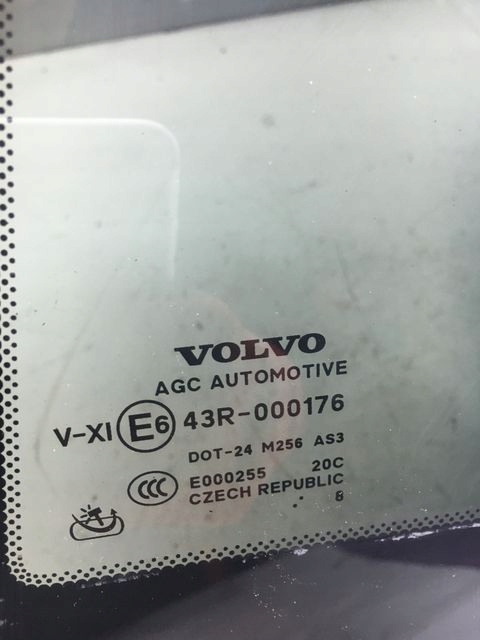 VOLVO
AGC AUTOMOTIVE
V-XI E6 43R-000176
DOT-24 M256 AS3
CCC E000255 20C
CZECH REPUBLIC
.. 8